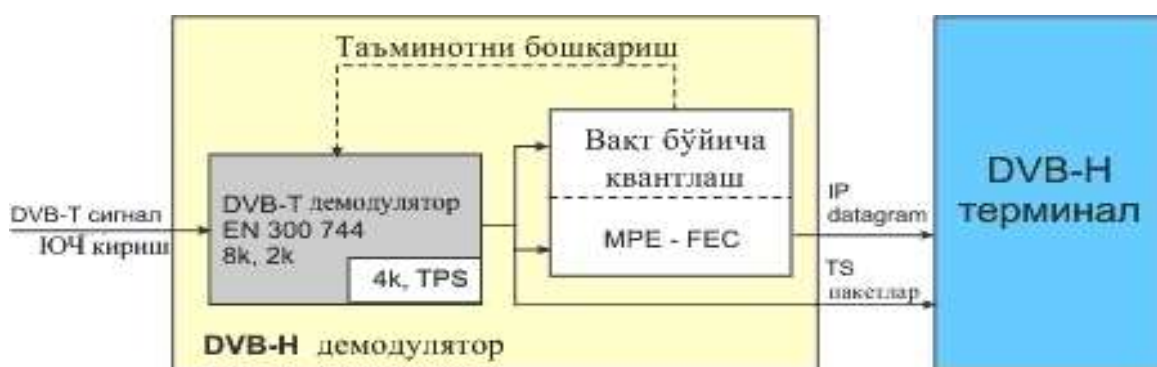 Таъминотни бошқариш
Вакт бўйича
квантлаш
MPE - FEC
DVB-T демодулятор
EN 300 744
8k, 2k
4k, TPS
DVB-T сигнал
ЮЧ кириш
IP
datagram
TS
пакетлар
DVB-H
терминал
DVB-H демодулятор